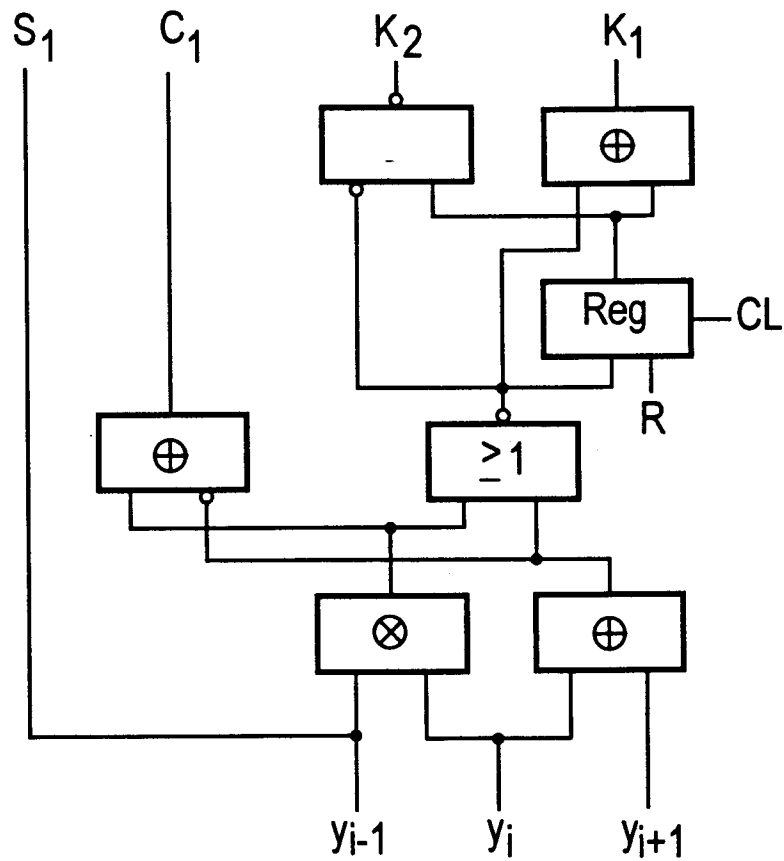 S₁ C₁ K₂ K₁
-
⊕
Reg CL
R
⊕ ≥1
⊗ ⊕
yᵢ₋₁ yᵢ yᵢ₊₁